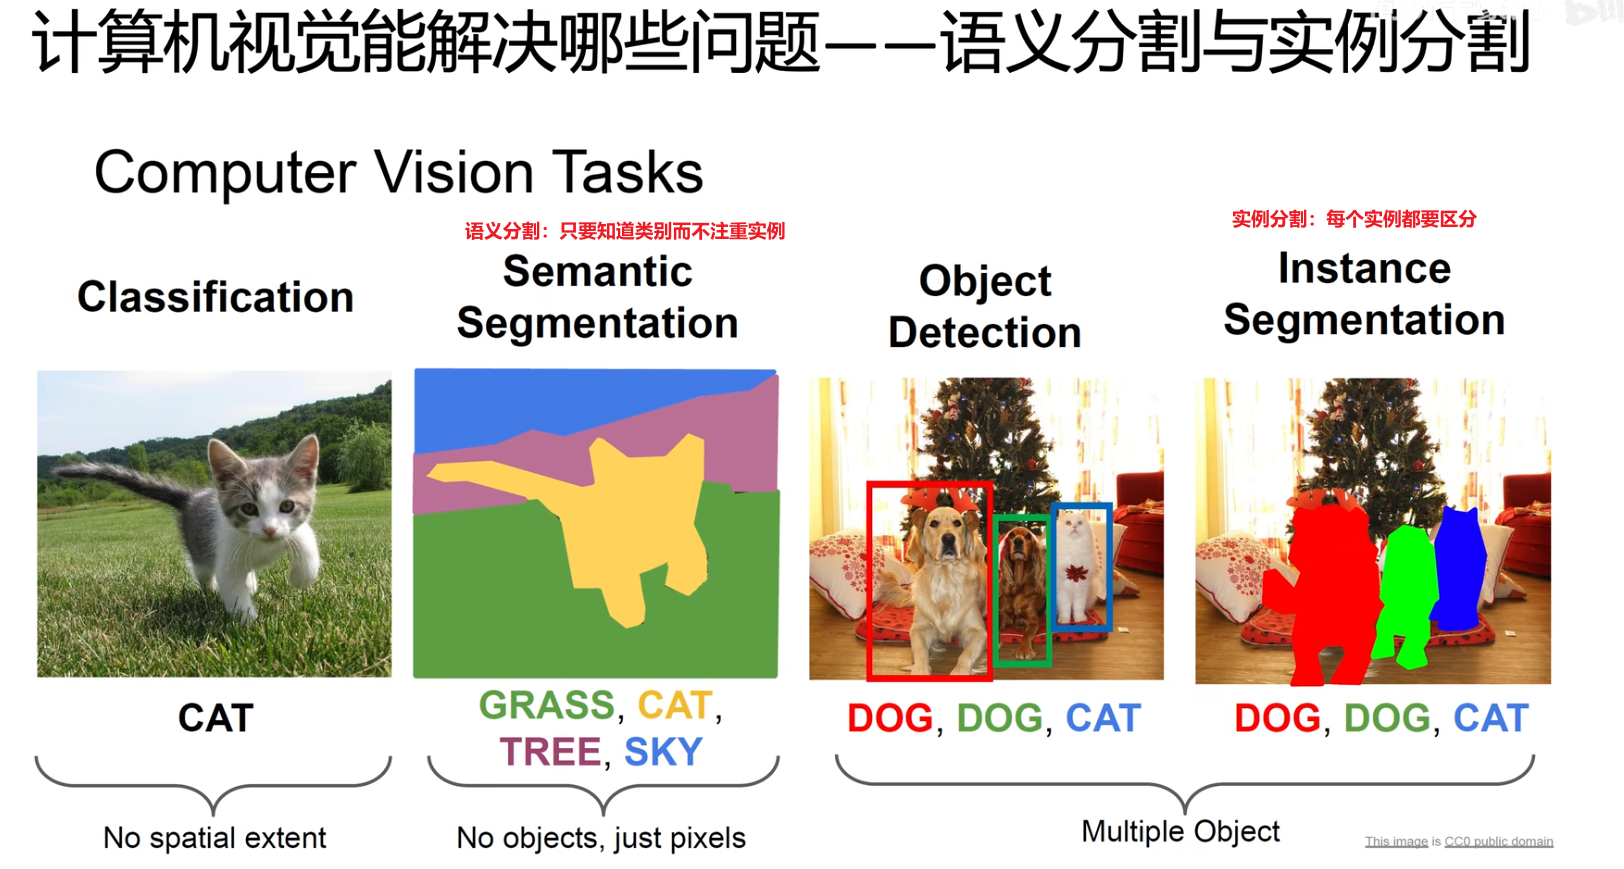 计算机视觉能解决哪些问题——语义分割与实例分割
Computer Vision Tasks
语义分割：只要知道类别而不注重实例
实例分割：每个实例都要区分
Classification
Semantic
Segmentation
Object
Detection
Instance
Segmentation
CAT
GRASS, CAT,
TREE, SKY
DOG, DOG, CAT
DOG, DOG, CAT
No spatial extent
No objects, just pixels
Multiple Object
This image is CC0 public domain